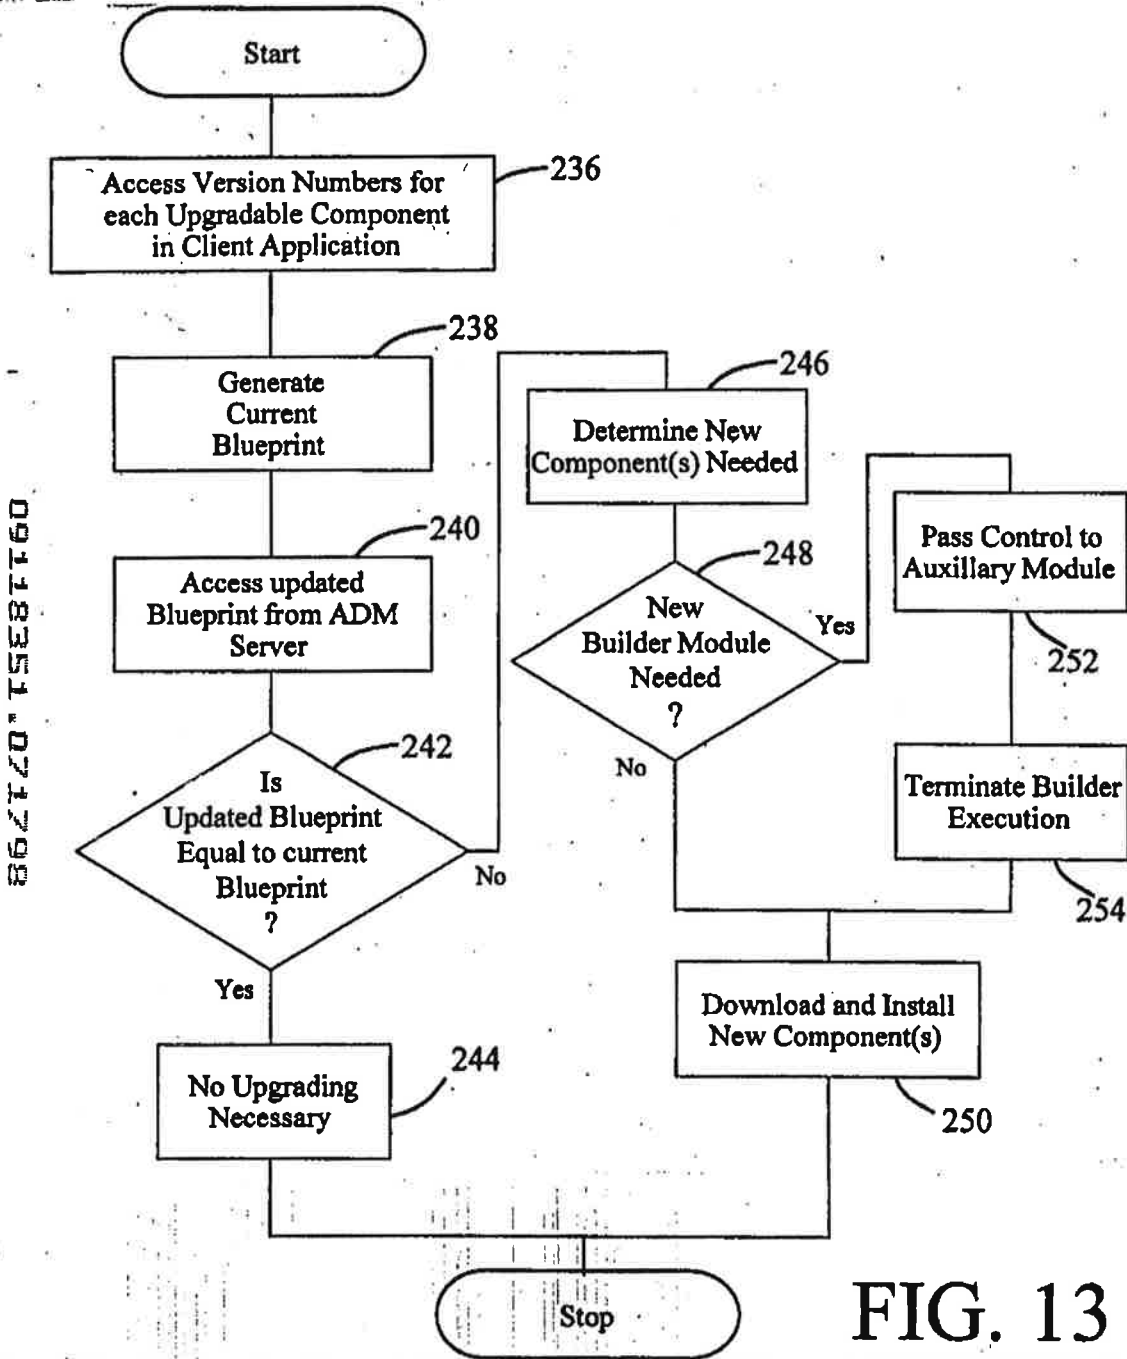 Start
Access Version Numbers for
each Upgradable Component
in Client Application
236
Generate
Current
Blueprint
238
Access updated
Blueprint from ADM
Server
240
Is
Updated Blueprint
Equal to current
Blueprint
?
242
No
Yes
No Upgrading
Necessary
244
Determine New
Component(s) Needed
246
New
Builder Module
Needed
?
248
Yes
No
Pass Control to
Auxillary Module
252
Terminate Builder
Execution
254
Download and Install
New Component(s)
250
Stop
FIG. 13
09118351.071798